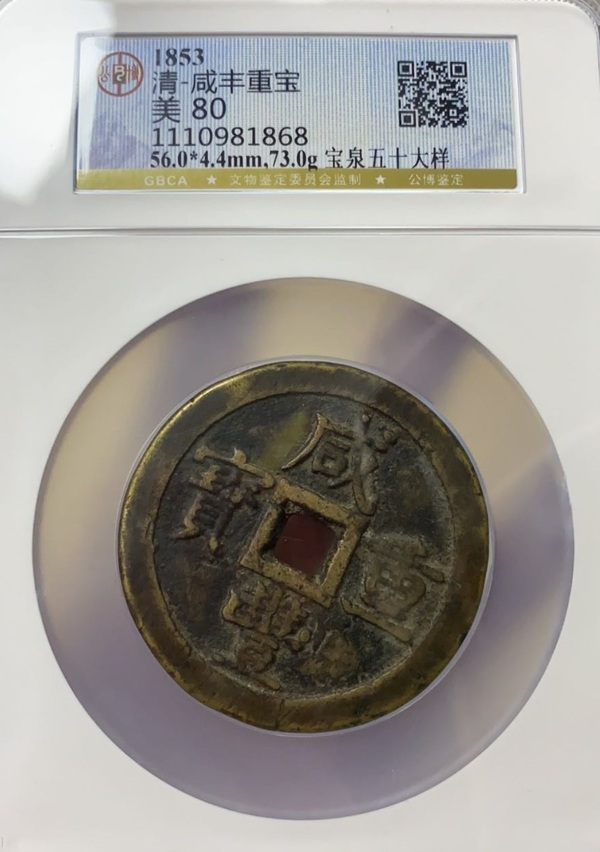 1853
清-咸丰重宝
美 80
1110981868
56.0*4.4mm,73.0g 宝泉五十大样
GBCA ★ 文物鉴定委员会监制 ★ 公博鉴定
咸
豐
重
寶